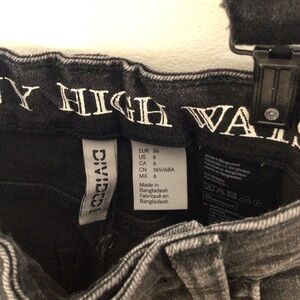 NY HIGH WAIS
DIVIDED
EUR 36
US 6
CA 6
CN 165/68A
MX 6
Made in
Bangladesh
Fabriqué en
Bangladesh